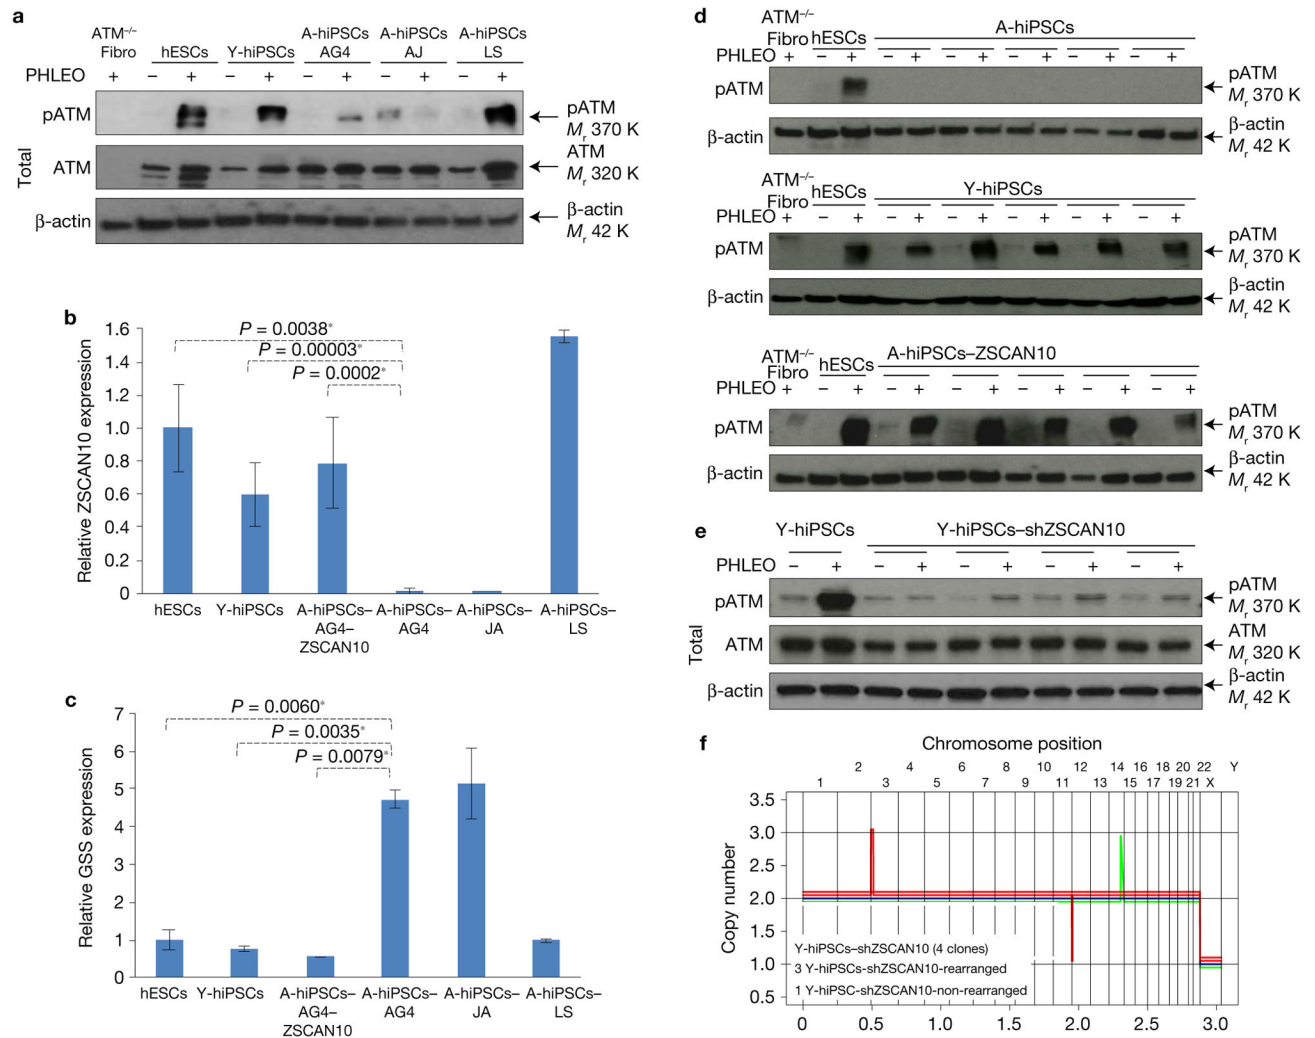 a
ATM–/–
Fibro
hESCs
Y-hiPSCs
A-hiPSCs
AG4
A-hiPSCs
AJ
A-hiPSCs
LS
PHLEO + – + – + – + – + – +
pATM
pATM
Mr 370 K
Total
ATM
ATM
Mr 320 K
β-actin
β-actin
Mr 42 K
b
Relative ZSCAN10 expression
1.6
1.4
1.2
1.0
0.8
0.6
0.4
0.2
0
P = 0.0038*
P = 0.00003*
P = 0.0002*
hESCs
Y-hiPSCs
A-hiPSCs–
AG4–
ZSCAN10
A-hiPSCs–
AG4
A-hiPSCs–
JA
A-hiPSCs–
LS
c
Relative GSS expression
7
6
5
4
3
2
1
0
P = 0.0060*
P = 0.0035*
P = 0.0079*
hESCs
Y-hiPSCs
A-hiPSCs–
AG4–
ZSCAN10
A-hiPSCs–
AG4
A-hiPSCs–
JA
A-hiPSCs–
LS
d
ATM–/–
Fibro
hESCs
A-hiPSCs
PHLEO + – + – + – + – + – + – +
pATM
pATM
Mr 370 K
β-actin
β-actin
Mr 42 K
ATM–/–
Fibro
hESCs
Y-hiPSCs
PHLEO + – + – + – + – + – + – +
pATM
pATM
Mr 370 K
β-actin
β-actin
Mr 42 K
ATM–/–
Fibro
hESCs
A-hiPSCs–ZSCAN10
PHLEO + – + – + – + – + – + – +
pATM
pATM
Mr 370 K
β-actin
β-actin
Mr 42 K
e
Y-hiPSCs
Y-hiPSCs–shZSCAN10
PHLEO – + – + – + – + – +
pATM
pATM
Mr 370 K
Total
ATM
ATM
Mr 320 K
β-actin
β-actin
Mr 42 K
f
Chromosome position
2 4 6 8 10 12 14 16 18 20 22 Y
1 3 5 7 9 11 13 15 17 19 21 X
Copy number
3.5
3.0
2.5
2.0
1.5
1.0
0.5
Y-hiPSCs–shZSCAN10 (4 clones)
3 Y-hiPSCs-shZSCAN10-rearranged
1 Y-hiPSC-shZSCAN10-non-rearranged
0 0.5 1.0 1.5 2.0 2.5 3.0